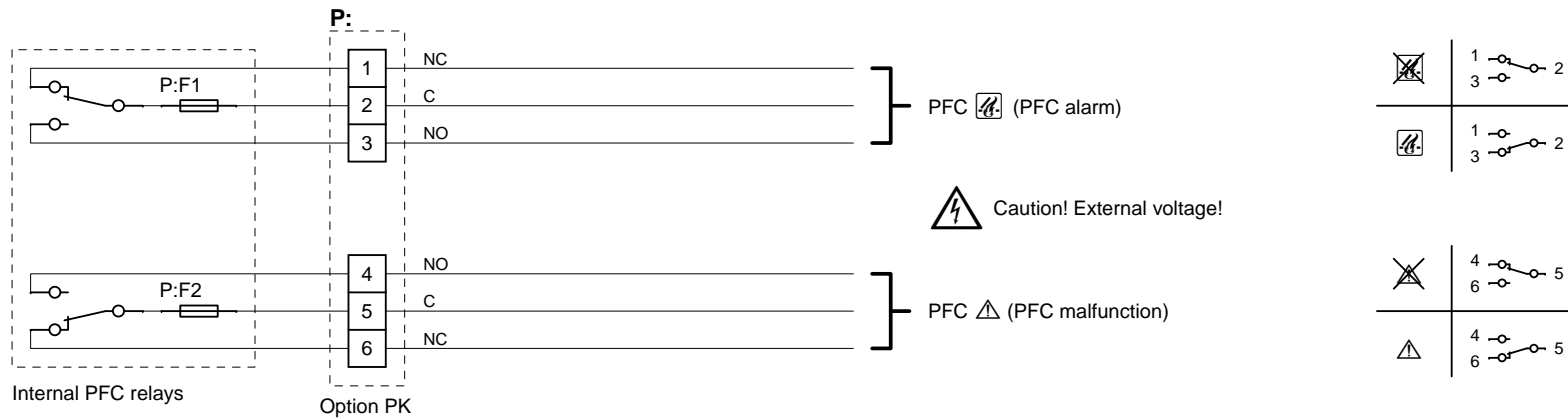 P:
NC
1
P:F1
C
2
NO
3
PFC (PFC alarm)
1
3
2
1
3
2
Caution! External voltage!
NO
4
P:F2
C
5
NC
6
PFC (PFC malfunction)
4
6
5
4
6
5
Internal PFC relays
Option PK